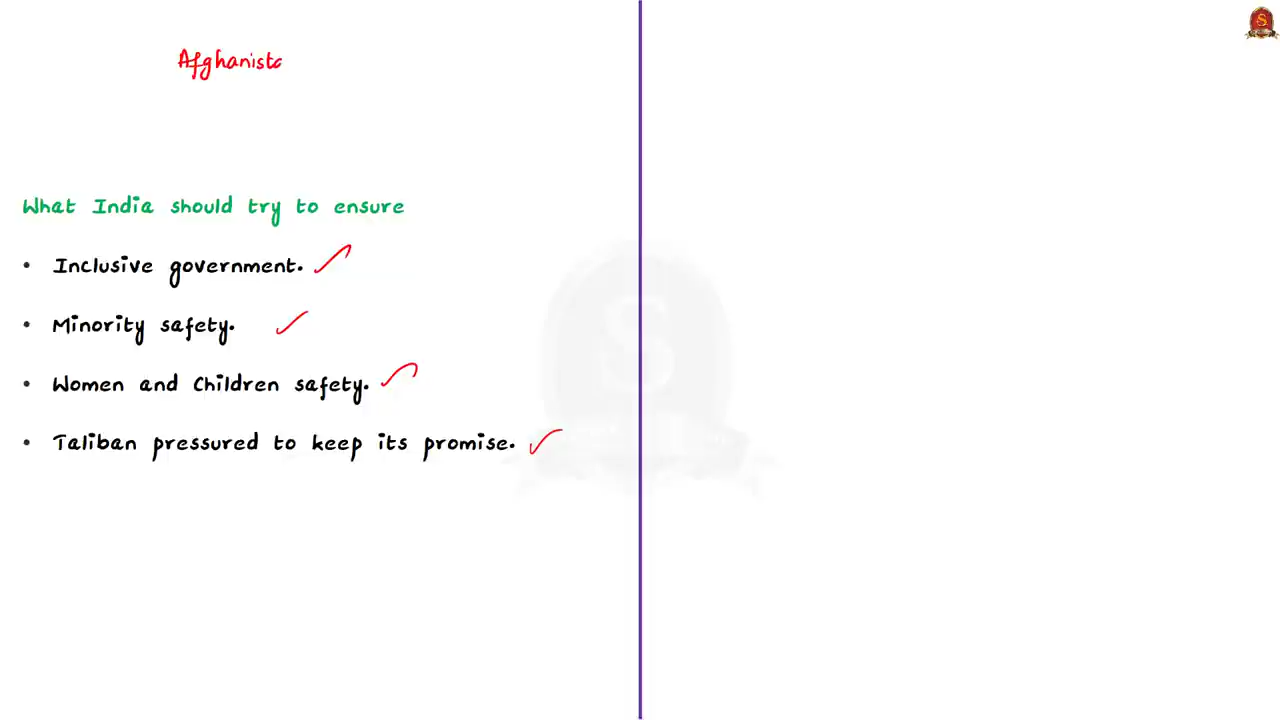 Afghanista
What India should try to ensure
• Inclusive government.
• Minority safety.
• Women and Children safety.
• Taliban pressured to keep its promise.
S
S